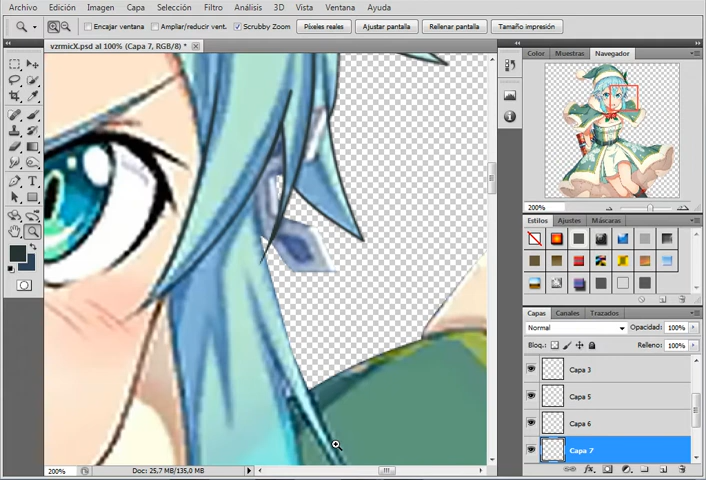 Archivo Edición Imagen Capa Selección Filtro Análisis 3D Vista Ventana Ayuda
Encajar ventana Ampliar/reducir vent. Scrubby Zoom Píxeles reales Ajustar pantalla Rellenar pantalla Tamaño impresión
vzrmicX.psd al 100% (Capa 7, RGB/8) *
Color Muestras Navegador
200%
Estilos Ajustes Máscaras
Capas Canales Trazados
Normal Opacidad: 100%
Bloq.: Relleno: 100%
Capa 3
Capa 5
Capa 6
Capa 7
200% Doc: 25,7 MB/135,0 MB